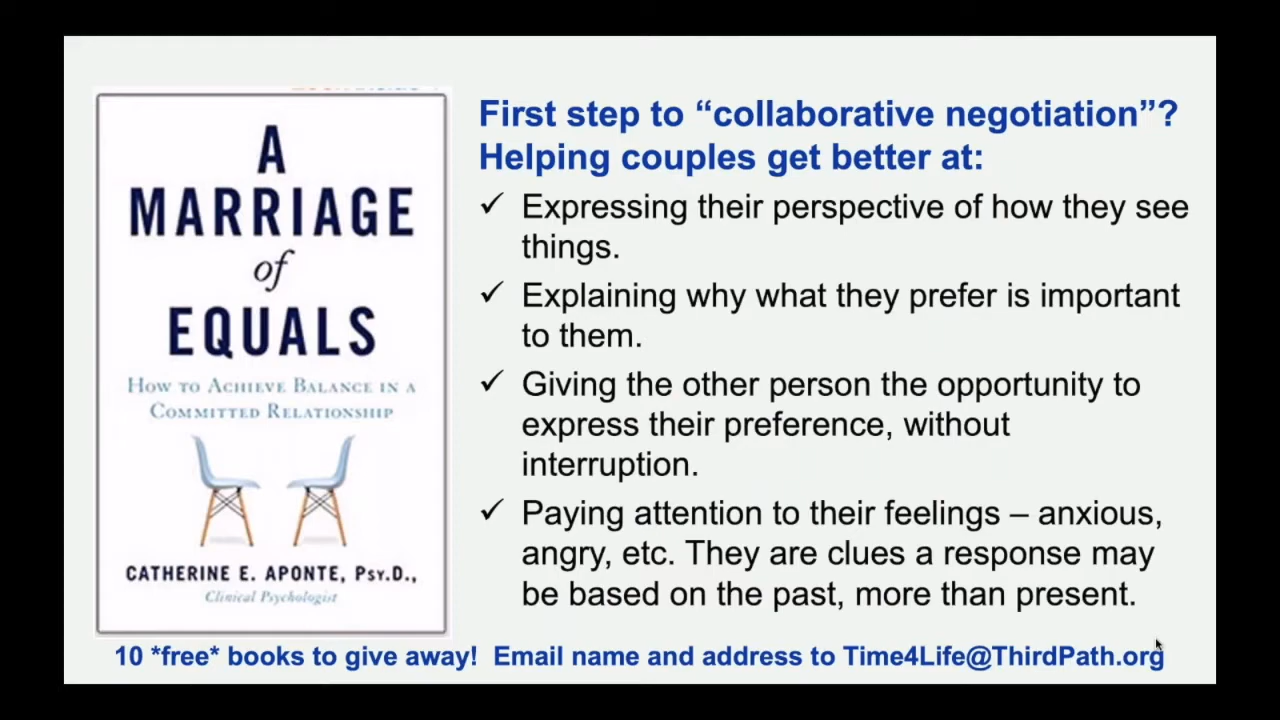 A
MARRIAGE
of
EQUALS
HOW TO ACHIEVE BALANCE IN A
COMMITTED RELATIONSHIP
CATHERINE E. APONTE, PSY.D.,
Clinical Psychologist
First step to “collaborative negotiation”?
Helping couples get better at:
✓ Expressing their perspective of how they see
things.
✓ Explaining why what they prefer is important
to them.
✓ Giving the other person the opportunity to
express their preference, without
interruption.
✓ Paying attention to their feelings – anxious,
angry, etc. They are clues a response may
be based on the past, more than present.
10 *free* books to give away! Email name and address to Time4Life@ThirdPath.org